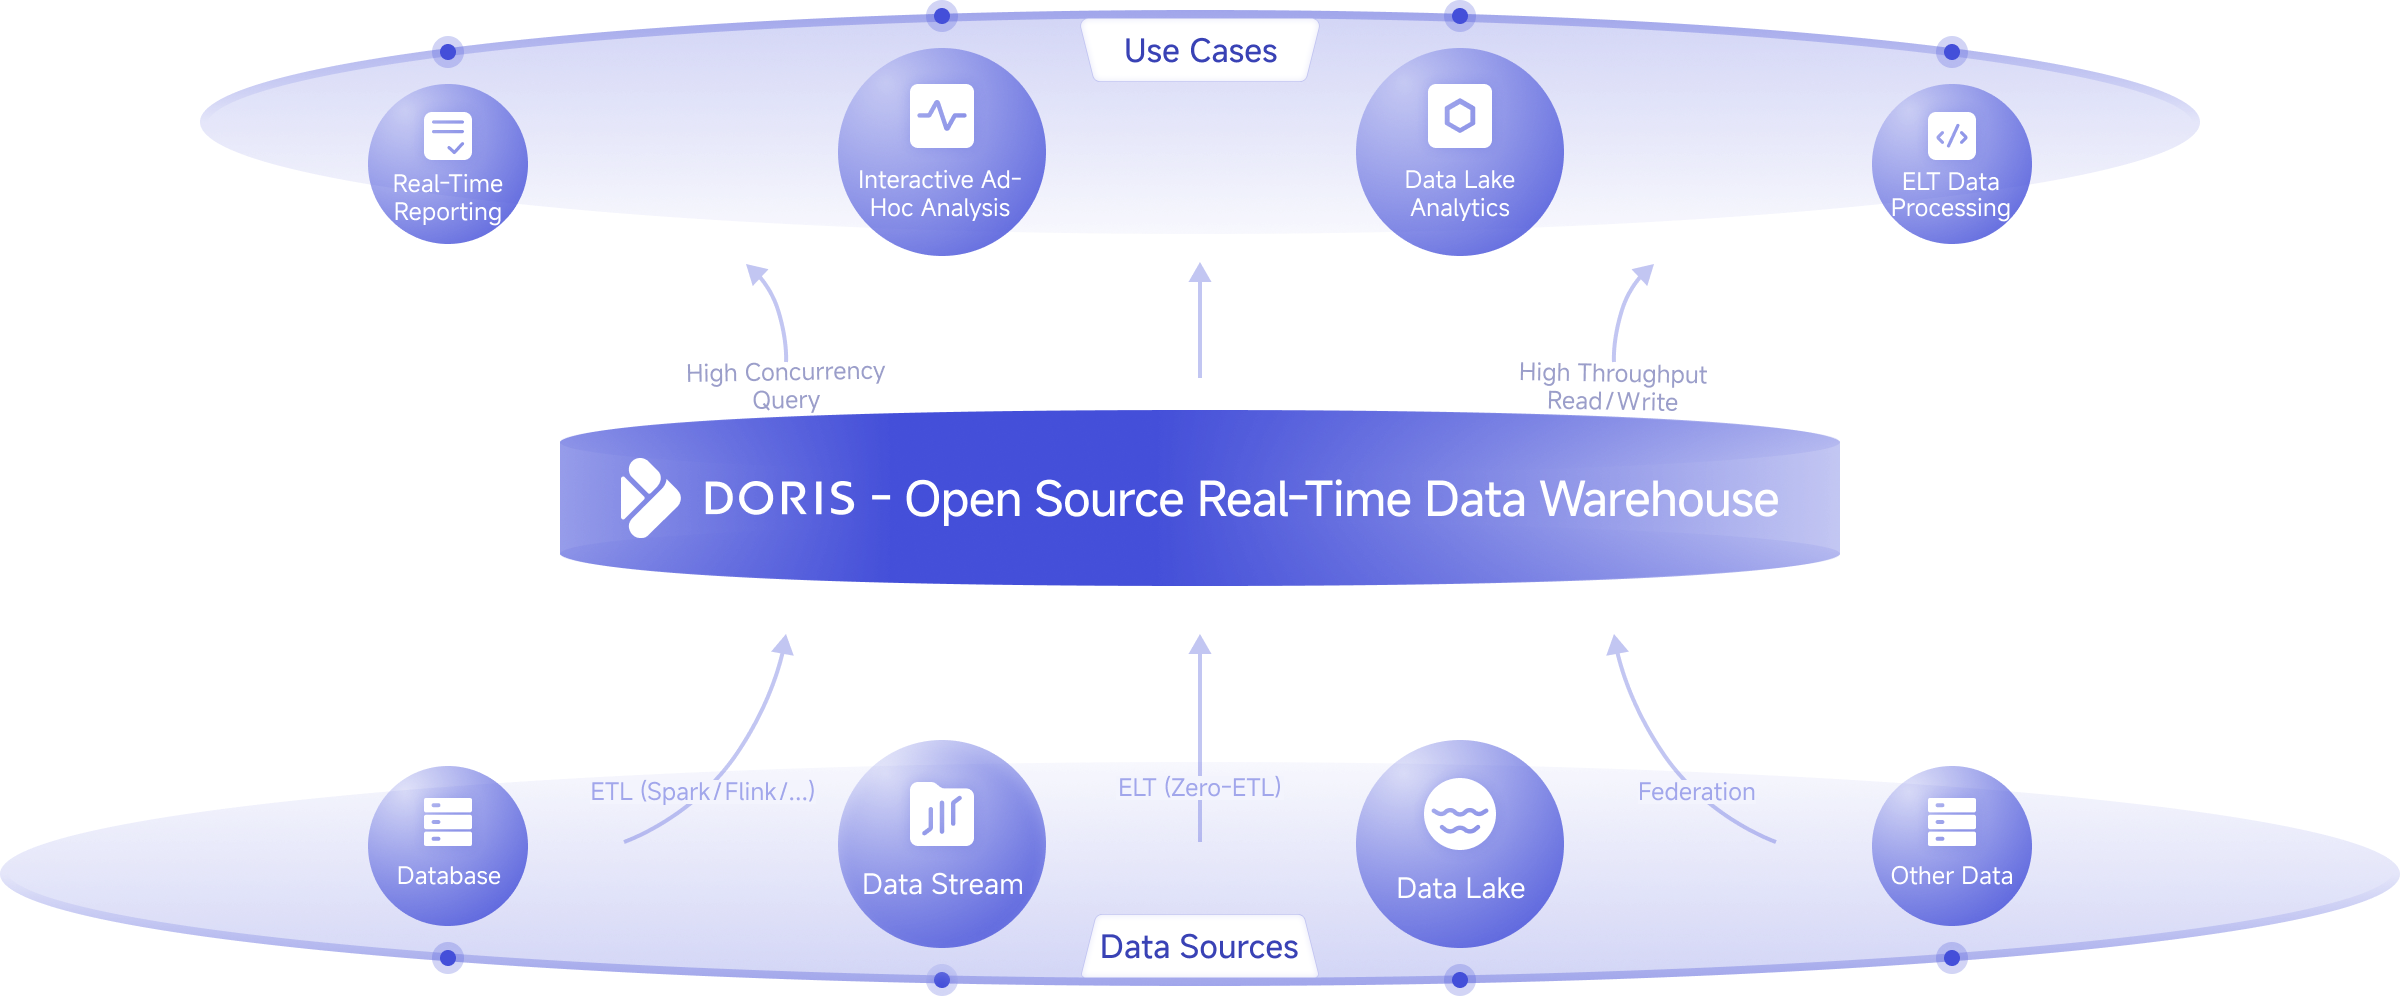 Use Cases
Real-Time
Reporting
Interactive Ad-
Hoc Analysis
Data Lake
Analytics
ELT Data
Processing
High Concurrency
Query
High Throughput
Read/Write
DORIS - Open Source Real-Time Data Warehouse
ETL (Spark/Flink/...)
ELT (Zero-ETL)
Federation
Database
Data Stream
Data Lake
Other Data
Data Sources